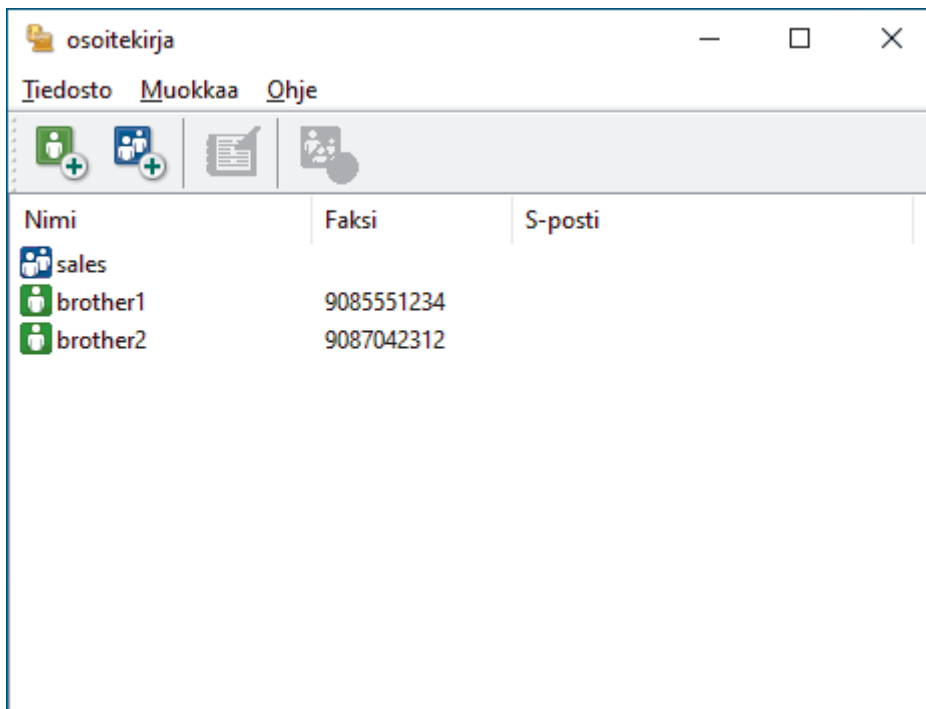 osoitekirja
Tiedosto Muokkaa Ohje
Nimi Faksi S-posti
sales
brother1 9085551234
brother2 9087042312